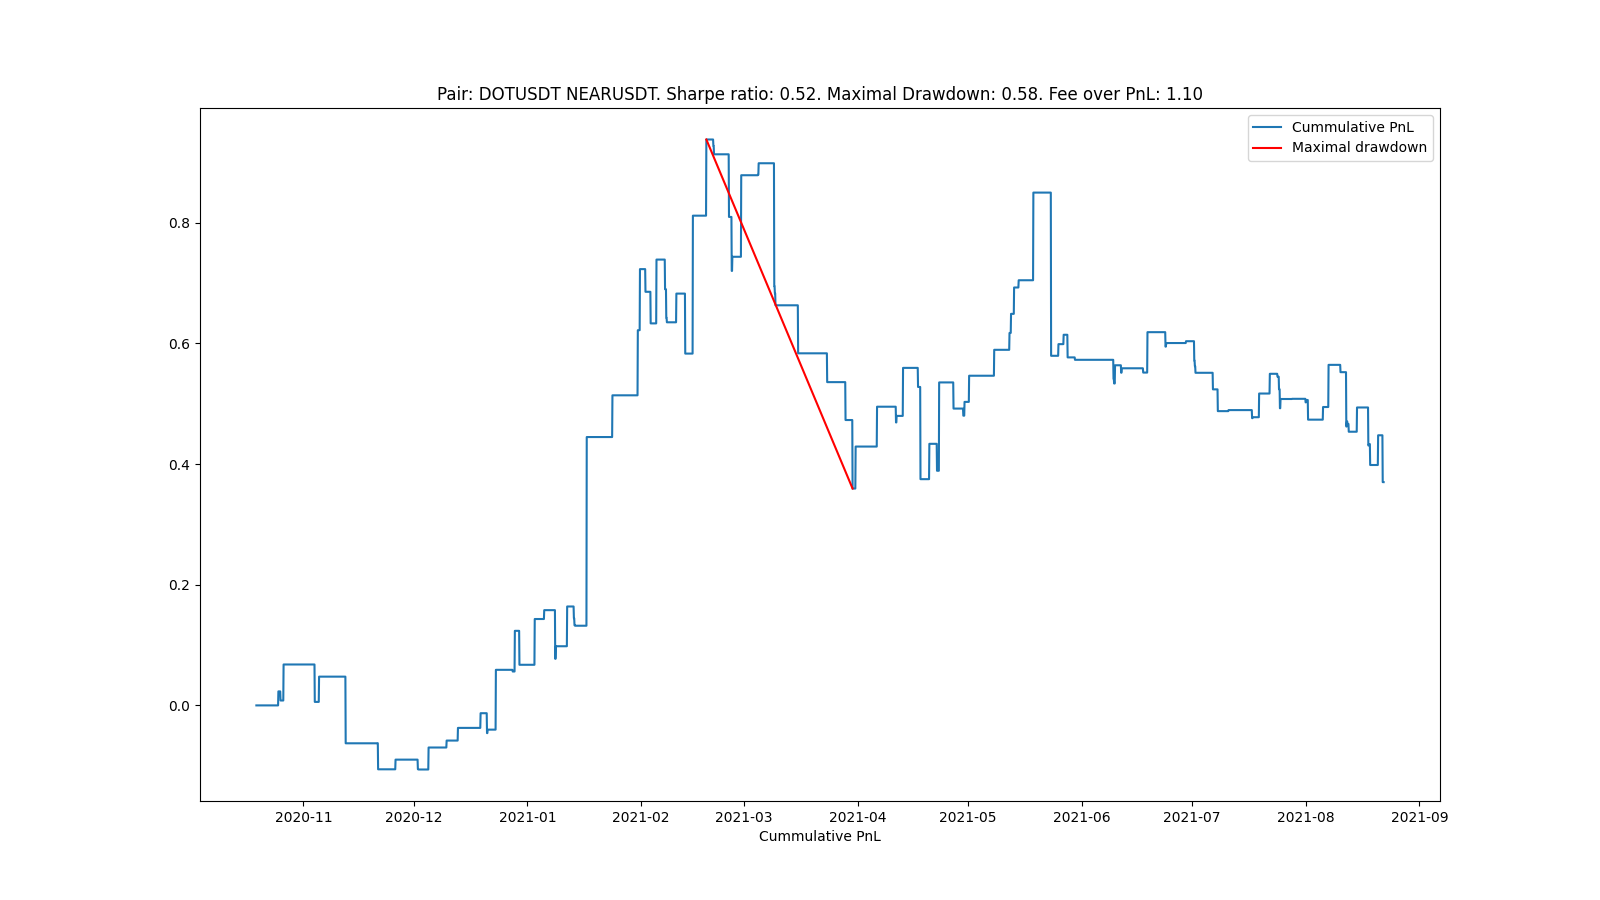 Pair: DOTUSDT NEARUSDT. Sharpe ratio: 0.52. Maximal Drawdown: 0.58. Fee over PnL: 1.10
Cummulative PnL
Maximal drawdown
0.8
0.6
0.4
0.2
0.0
2020-11 2020-12 2021-01 2021-02 2021-03 2021-04 2021-05 2021-06 2021-07 2021-08 2021-09
Cummulative PnL